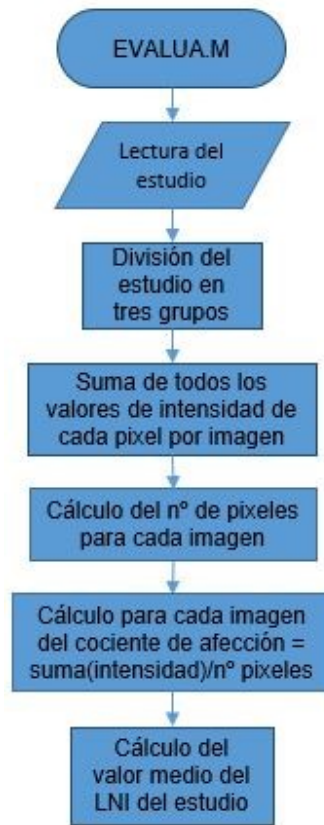 EVALUA.M
Lectura del
estudio
División del
estudio en
tres grupos
Suma de todos los
valores de intensidad de
cada pixel por imagen
Cálculo del nº de pixeles
para cada imagen
Cálculo para cada imagen
del cociente de afección =
suma(intensidad)/nº pixeles
Cálculo del
valor medio del
LNI del estudio